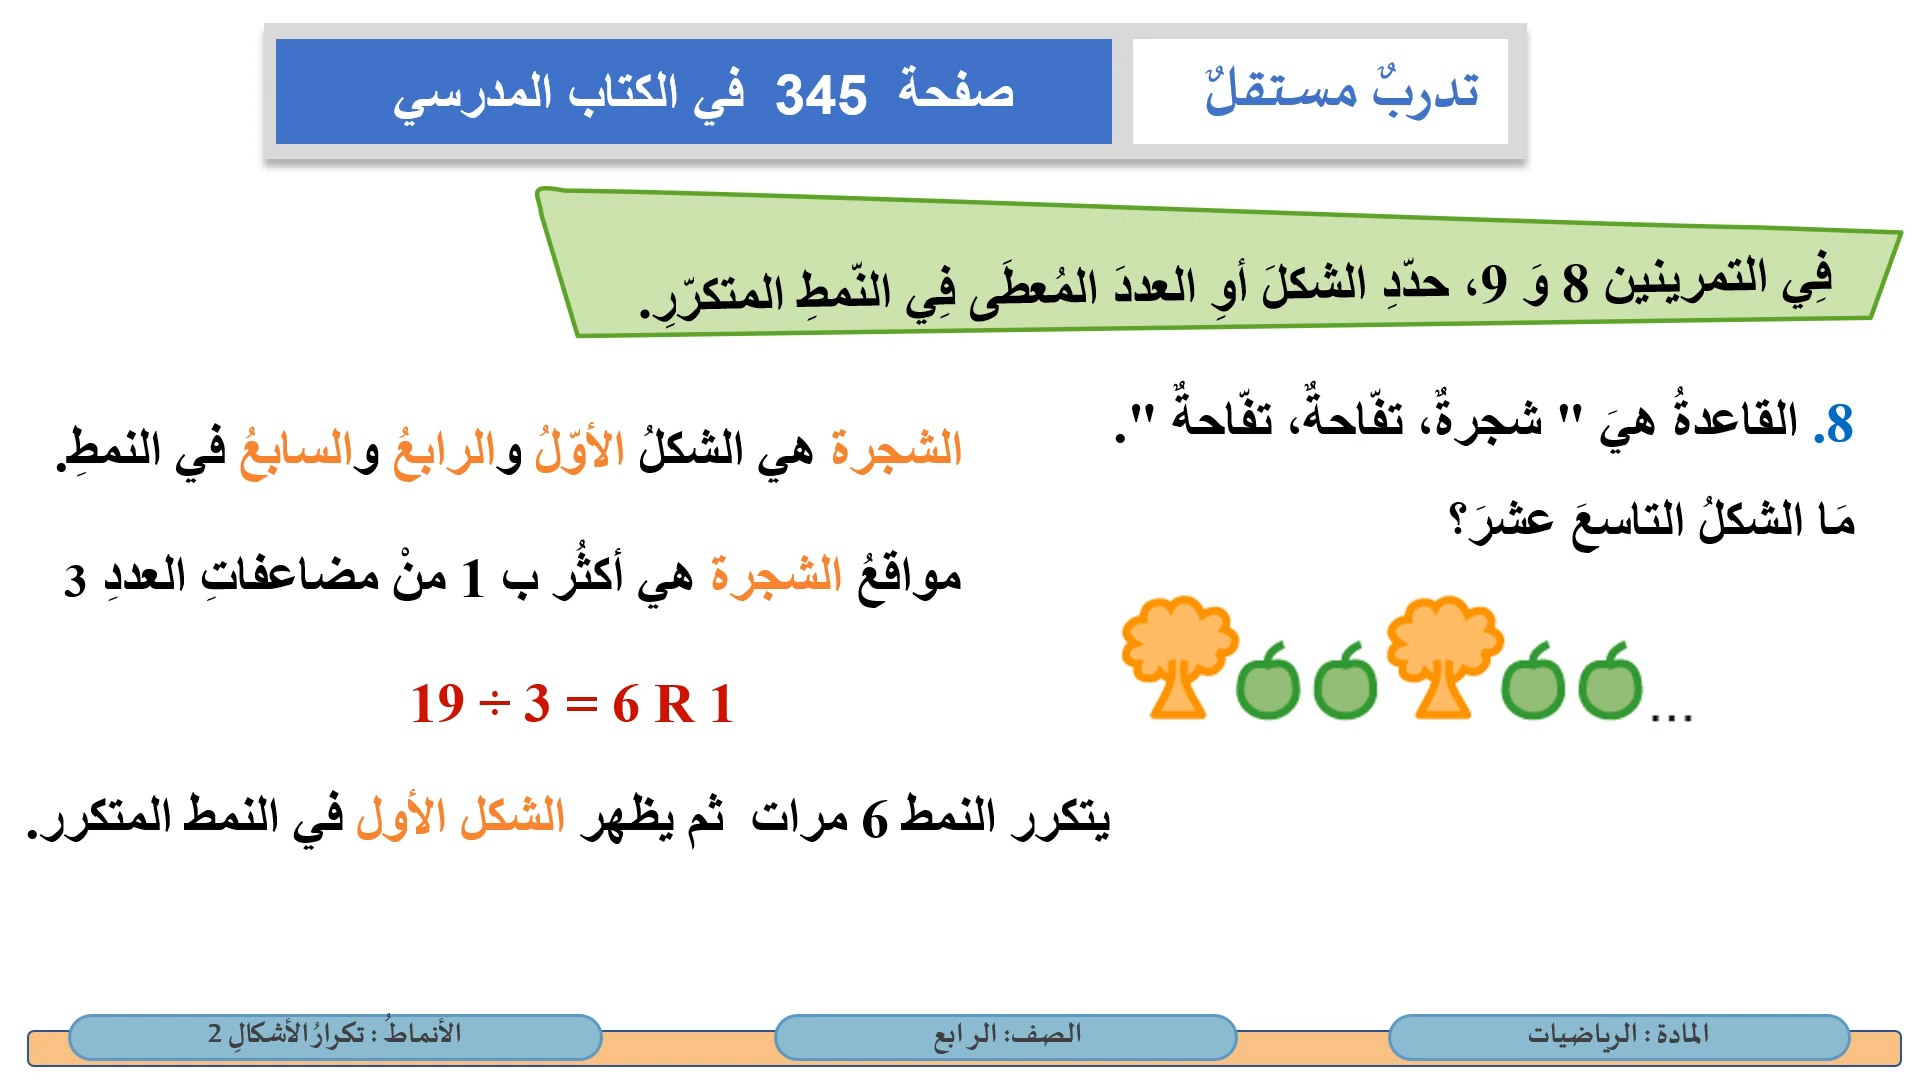 تدربٌ مستقلٌ
صفحة 345 في الكتاب المدرسي
فِي التمرينين 8 وَ 9، حدّدِ الشكلَ أوِ العددَ المُعطَى فِي النّمطِ المتكرّرِ.
8. القاعدةُ هيَ " شجرةٌ، تفّاحةٌ، تفّاحةٌ ".
مَا الشكلُ التاسعَ عشرَ؟
...
الشجرة هي الشكلُ الأوّلُ والرابعُ والسابعُ في النمطِ.
مواقعُ الشجرة هي أكثُر ب 1 منْ مضاعفاتِ العددِ 3
19 ÷ 3 = 6 R 1
يتكرر النمط 6 مرات ثم يظهر الشكل الأول في النمط المتكرر.
المادة : الرياضيات
الصف: الرابع
الأنماطُ : تكرارُ الأشكالِ 2